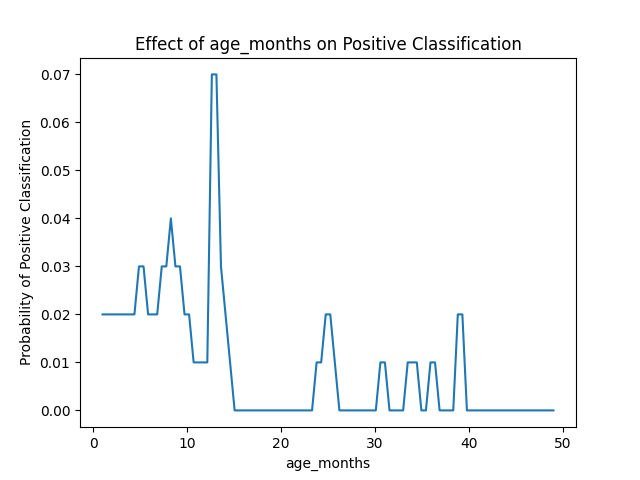 Effect of age_months on Positive Classification
Probability of Positive Classification
0.07
0.06
0.05
0.04
0.03
0.02
0.01
0.00
0 10 20 30 40 50
age_months